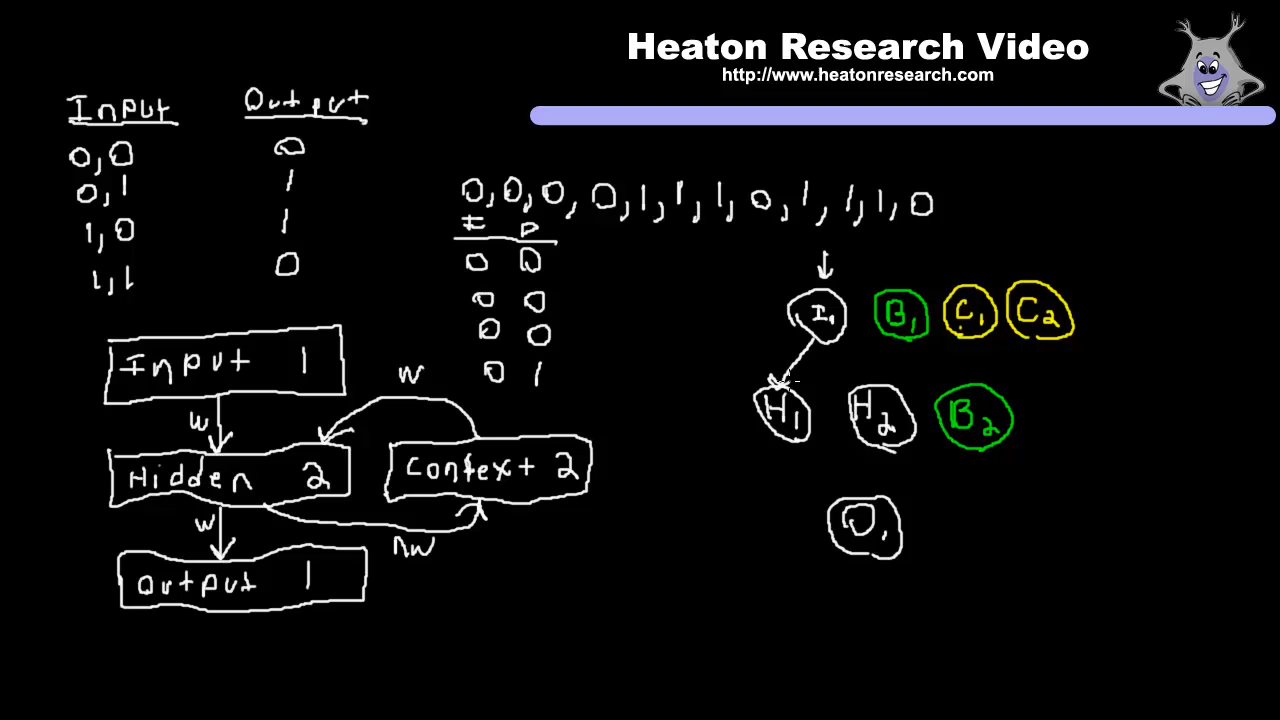 Heaton Research Video
http://www.heatonresearch.com
Input Output
0,0 0
0,1 1
1,0 1
1,1 0
0,0,0,0,1,1,1,0,1,1,1,0
I
0 0
0 0
0 0
0 1
Input 1
W
W
Hidden 2
Context 2
W
nw
Output 1
I1 B1 C1 C2
H1 H2 B2
O1